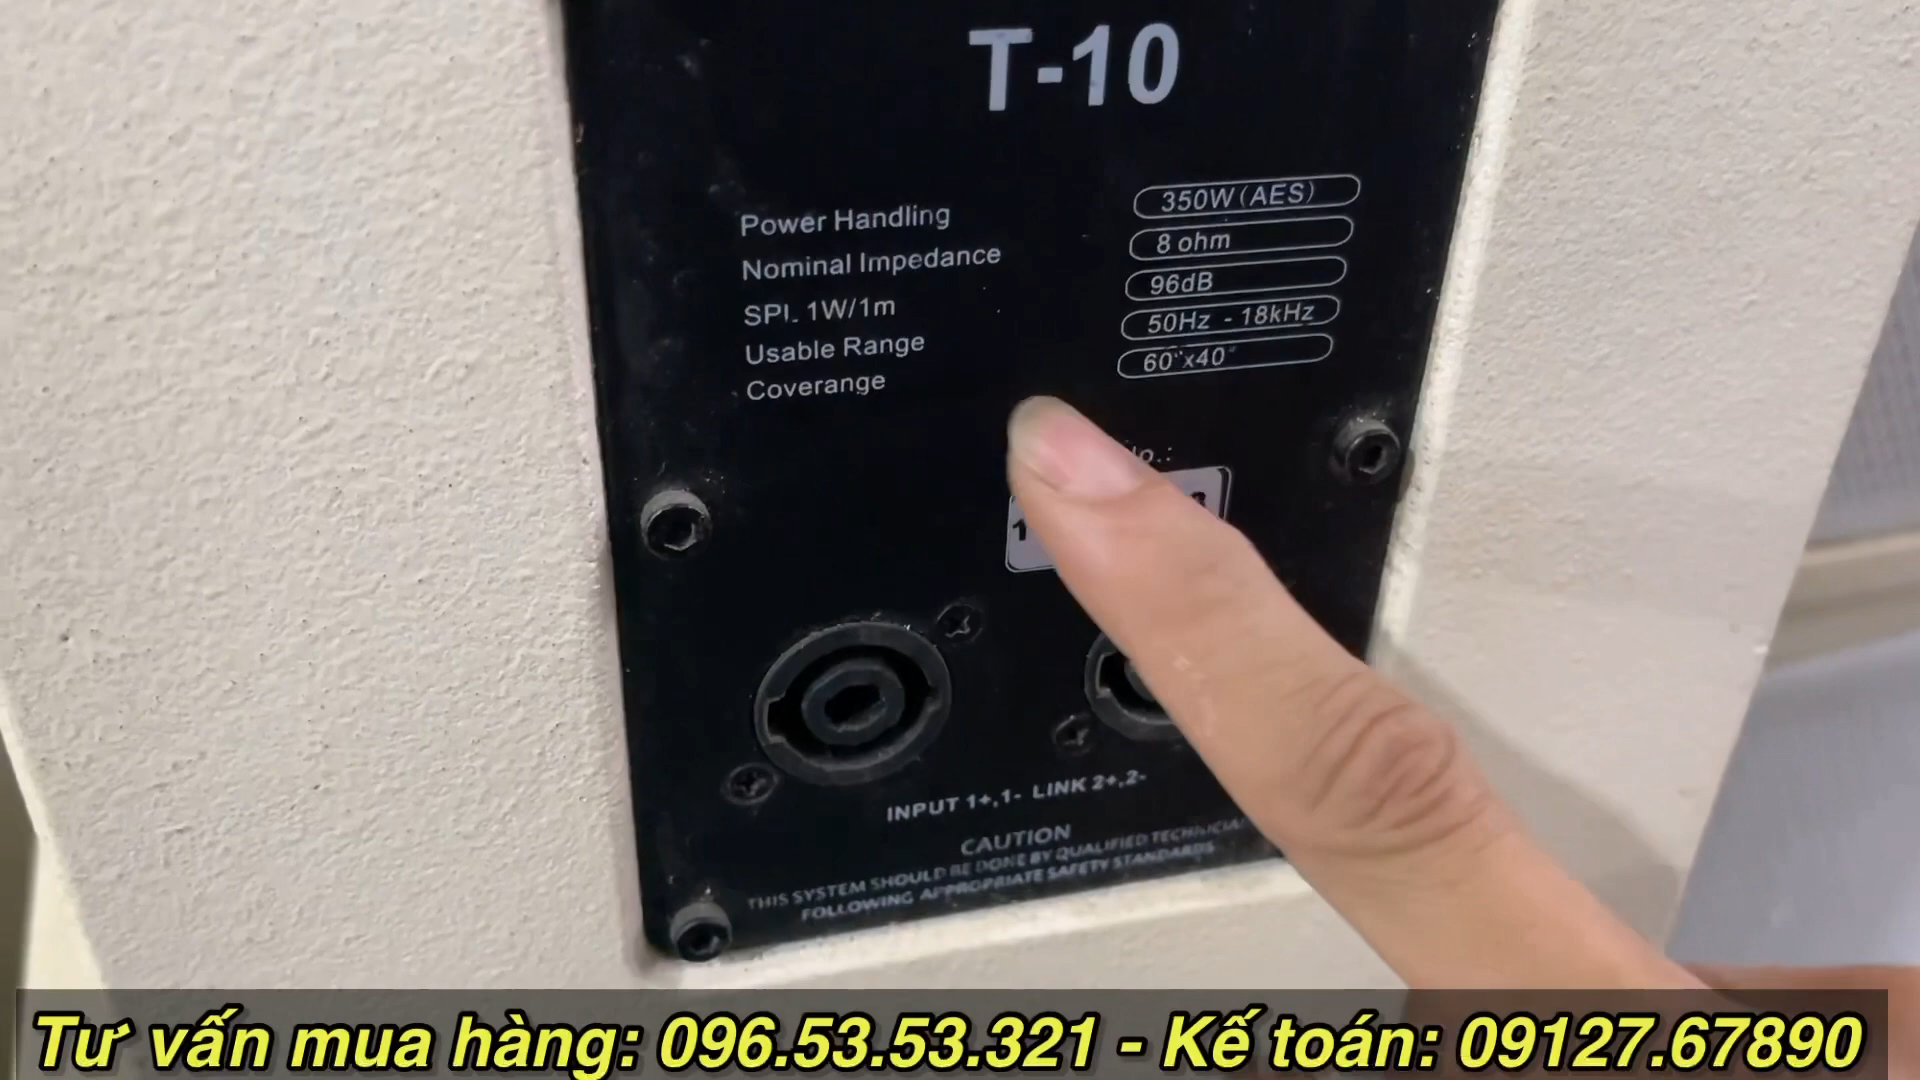 T-10
Power Handling 350W(AES)
Nominal Impedance 8 ohm
SPL 1W/1m 96dB
Usable Range 50Hz - 18kHz
Coverange 60°x40°
INPUT 1+,1- LINK 2+,2-
CAUTION
THIS SYSTEM SHOULD BE DONE BY QUALIFIED
FOLLOWING APPROPRIATE SAFETY STANDARDS
Tư vấn mua hàng: 096.53.53.321 - Kế toán: 09127.67890